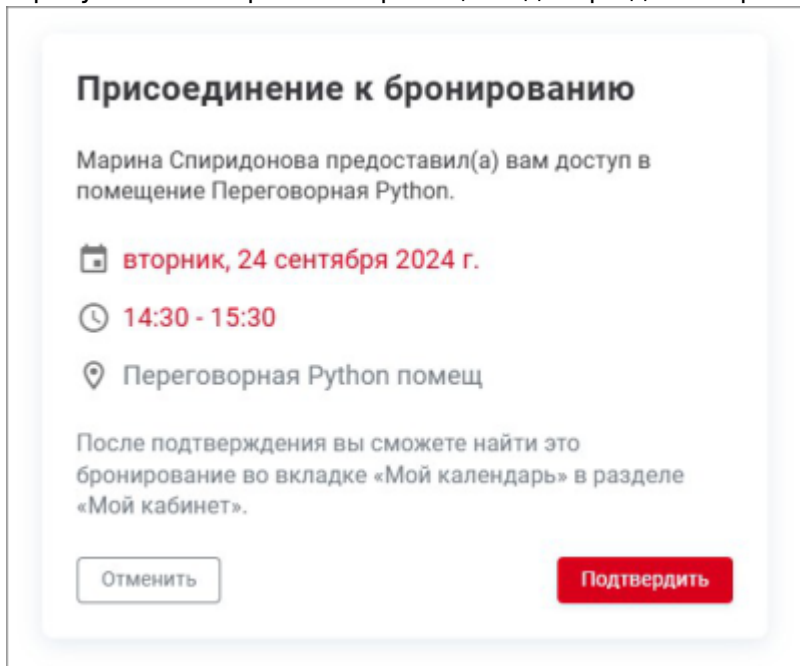 Присоединение к бронированию
Марина Спиридонова предоставил(а) вам доступ в
помещение Переговорная Python.
вторник, 24 сентября 2024 г.
14:30 - 15:30
Переговорная Python помещ
После подтверждения вы сможете найти это
бронирование во вкладке «Мой календарь» в разделе
«Мой кабинет».
Отменить
Подтвердить